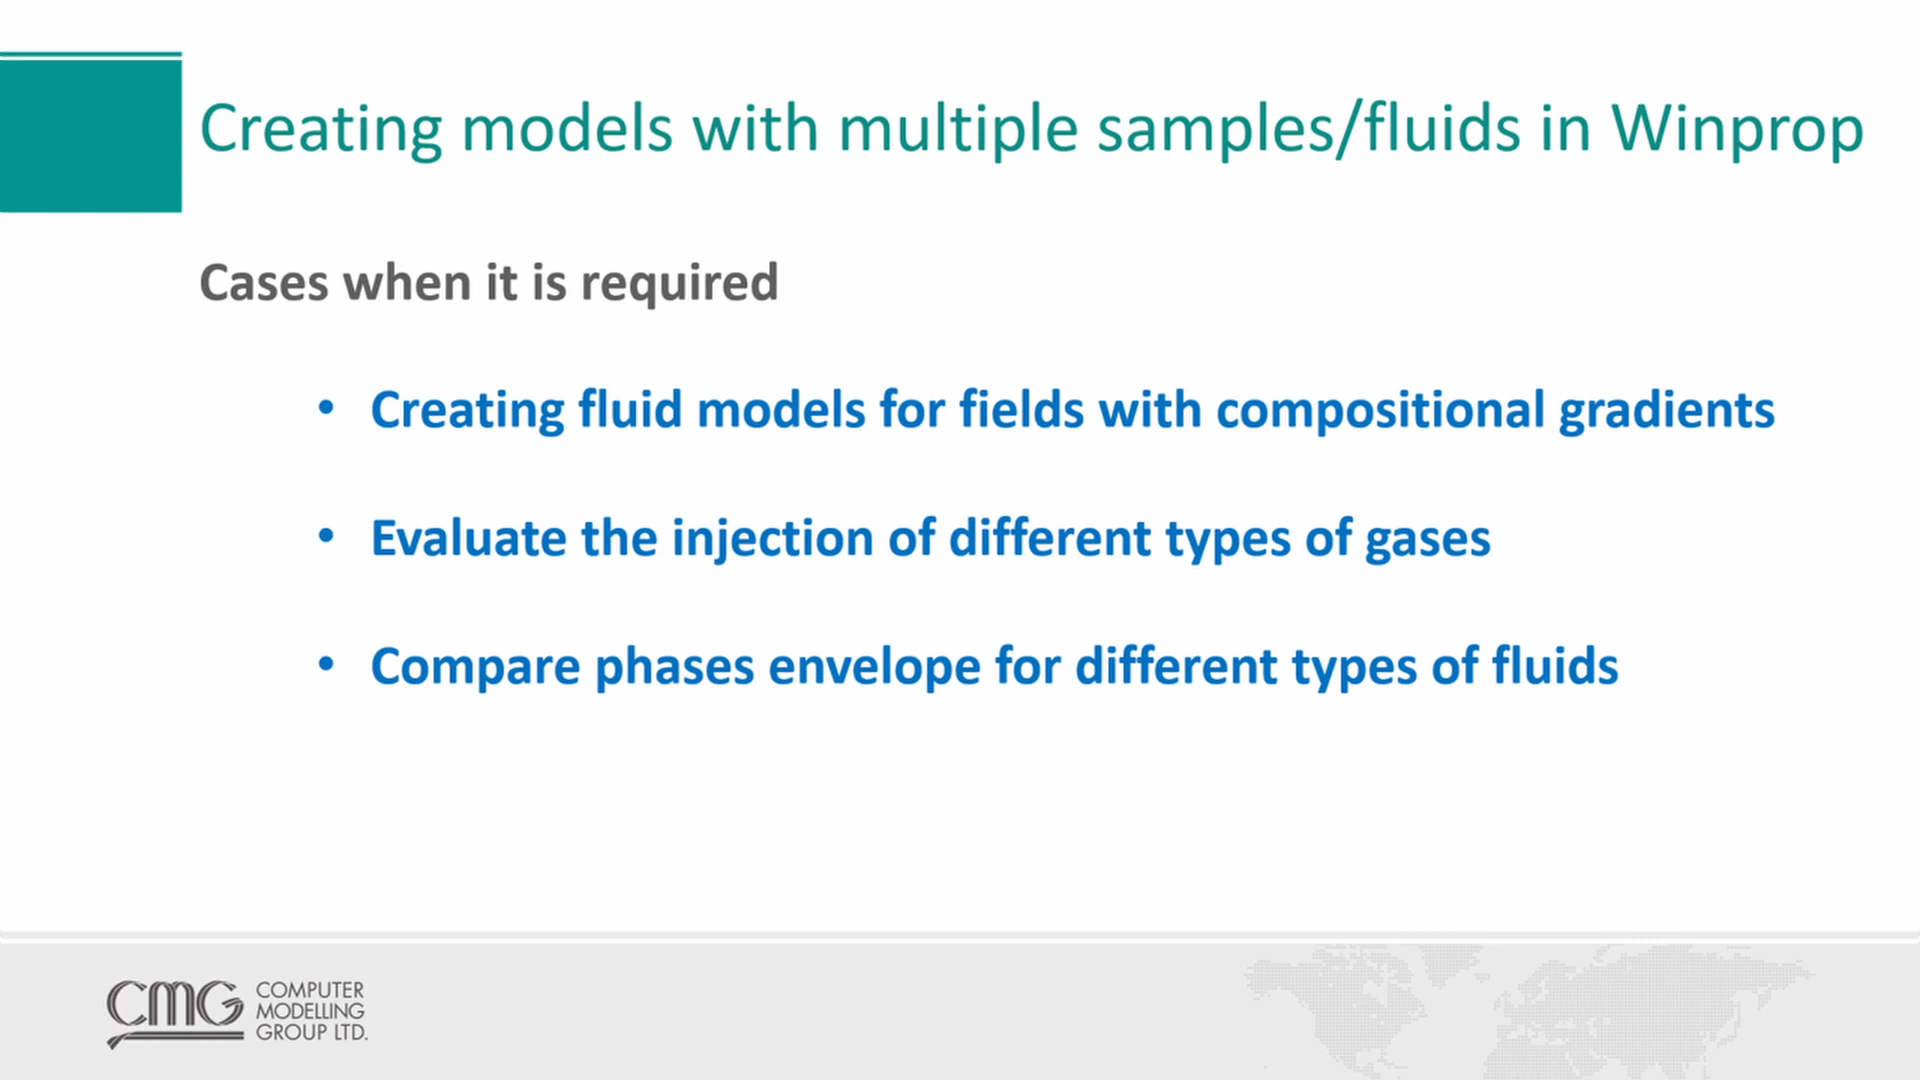 Creating models with multiple samples/fluids in Winprop
Cases when it is required
• Creating fluid models for fields with compositional gradients
• Evaluate the injection of different types of gases
• Compare phases envelope for different types of fluids
CMG
COMPUTER
MODELLING
GROUP LTD.